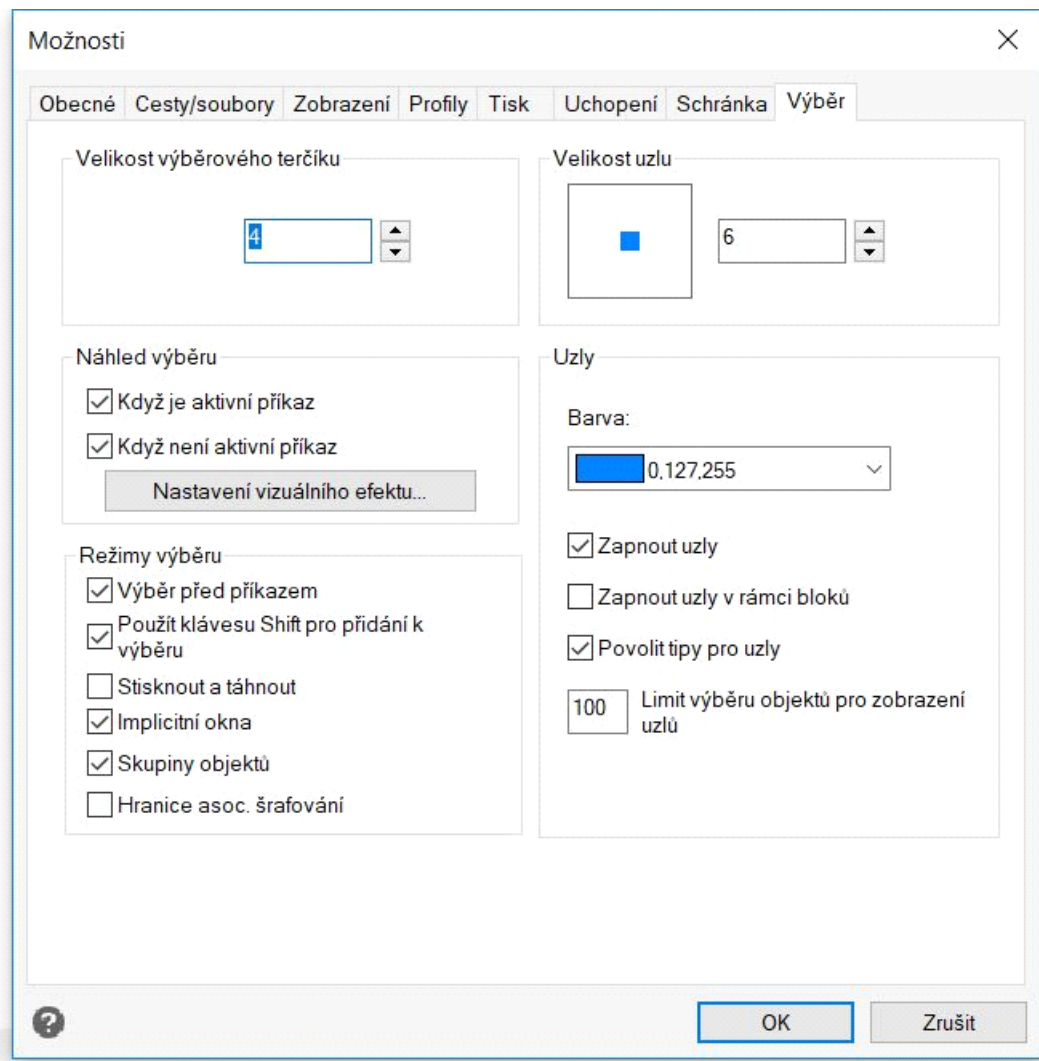 Možnosti
Obecné Cesty/soubory Zobrazení Profily Tisk Uchopení Schránka Výběr
Velikost výběrového terčíku
4
Velikost uzlu
6
Náhled výběru
Když je aktivní příkaz
Když není aktivní příkaz
Nastavení vizuálního efektu...
Režimy výběru
Výběr před příkazem
Použít klávesu Shift pro přidání k
výběru
Stisknout a táhnout
Implicitní okna
Skupiny objektů
Hranice asoc. šrafování
Uzly
Barva:
0,127,255
Zapnout uzly
Zapnout uzly v rámci bloků
Povolit tipy pro uzly
100 Limit výběru objektů pro zobrazení
uzlů
?
OK Zrušit